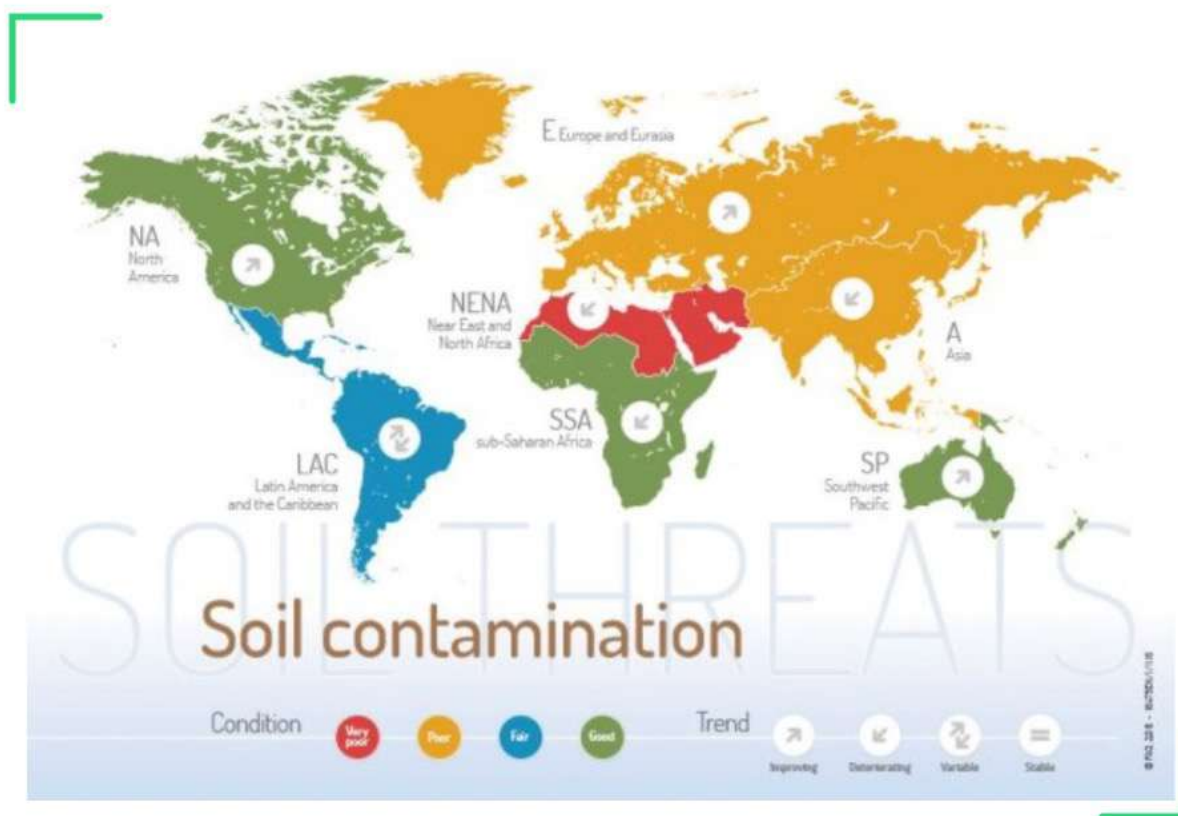 E Europe and Eurasia
NA
North
America
NENA
Near East and
North Africa
A
Asia
SSA
sub-Saharan Africa
LAC
Latin America
and the Caribbean
SP
Southwest
Pacific
SOIL THREATS
Soil contamination
Condition
Very
poor
Poor
Fair
Good
Trend
Improving
Deteriorating
Variable
Stable